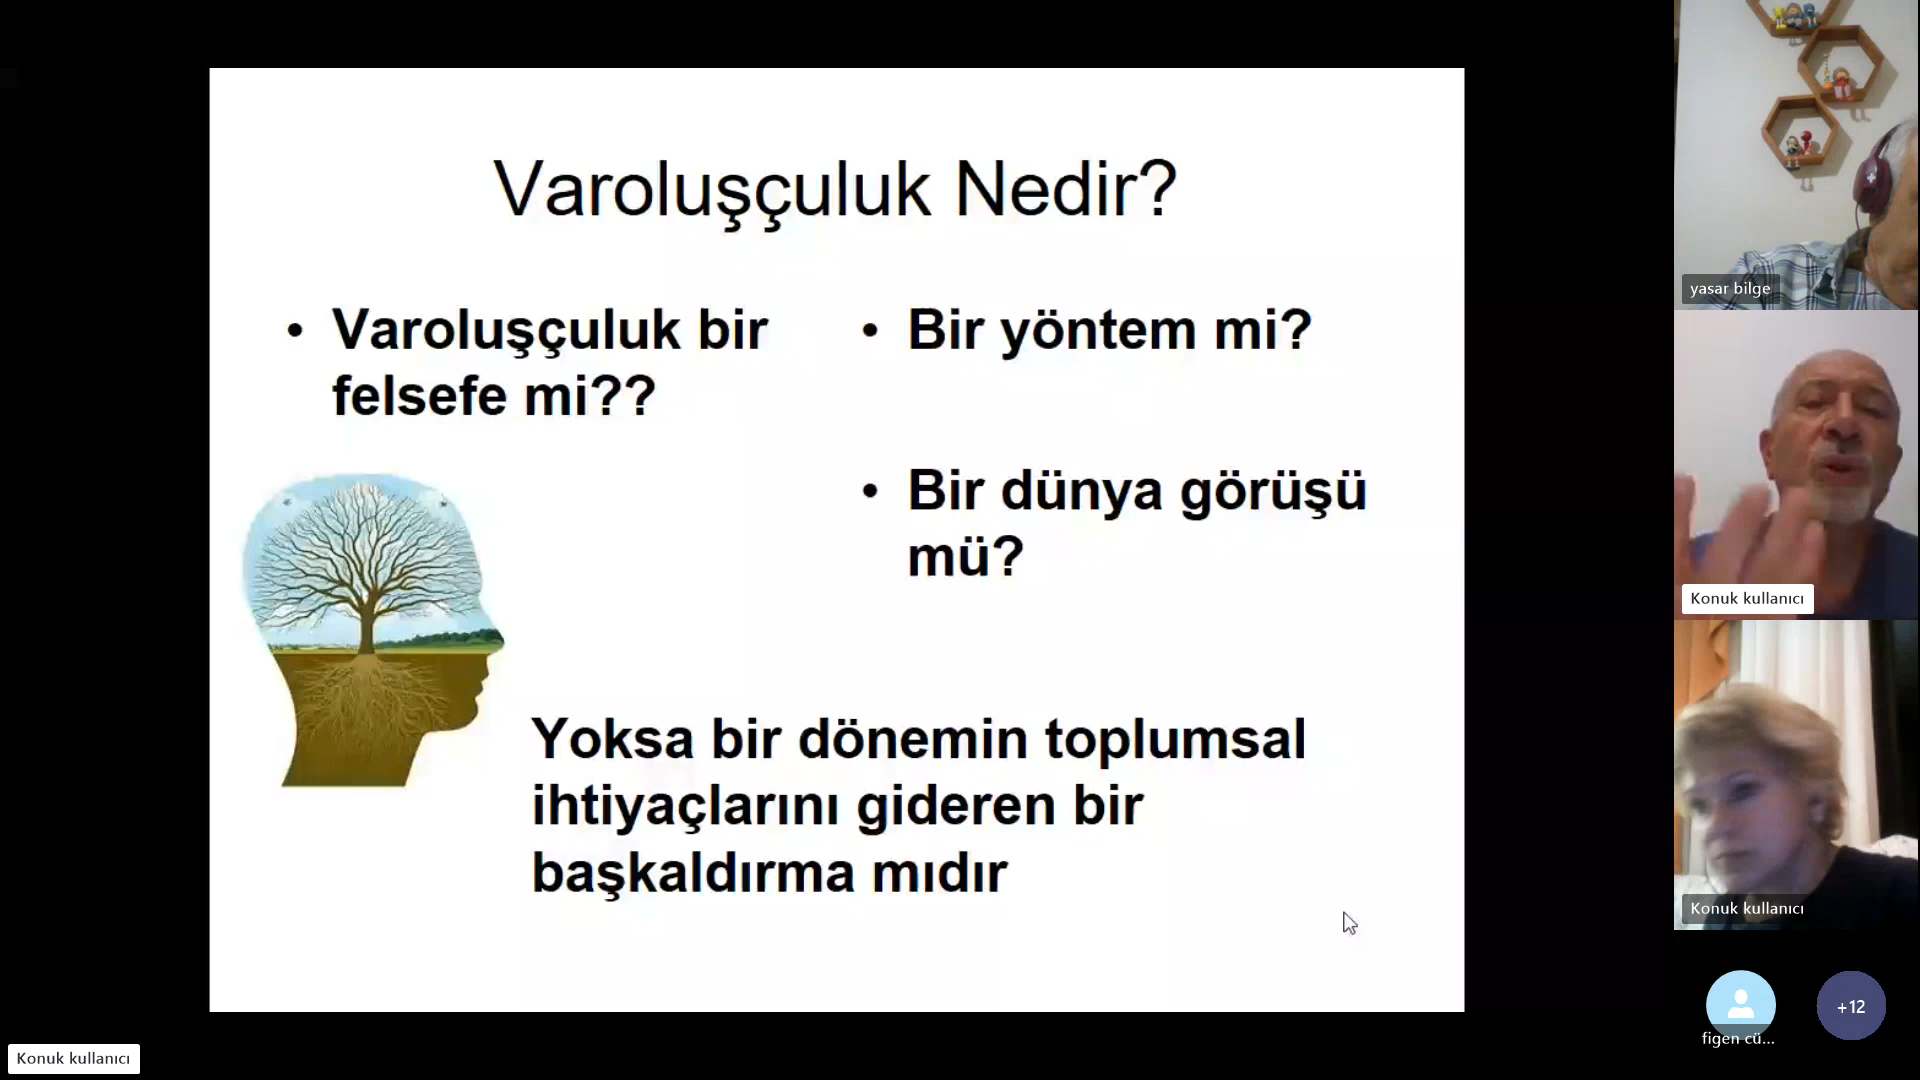 Varoluşçuluk Nedir?
• Varoluşçuluk bir
felsefe mi??
• Bir yöntem mi?
• Bir dünya görüşü
mü?
Yoksa bir dönemin toplumsal
ihtiyaçlarını gideren bir
başkaldırma mıdır
yasar bilge
Konuk kullanıcı
Konuk kullanıcı
figen cü...
+12
Konuk kullanıcı